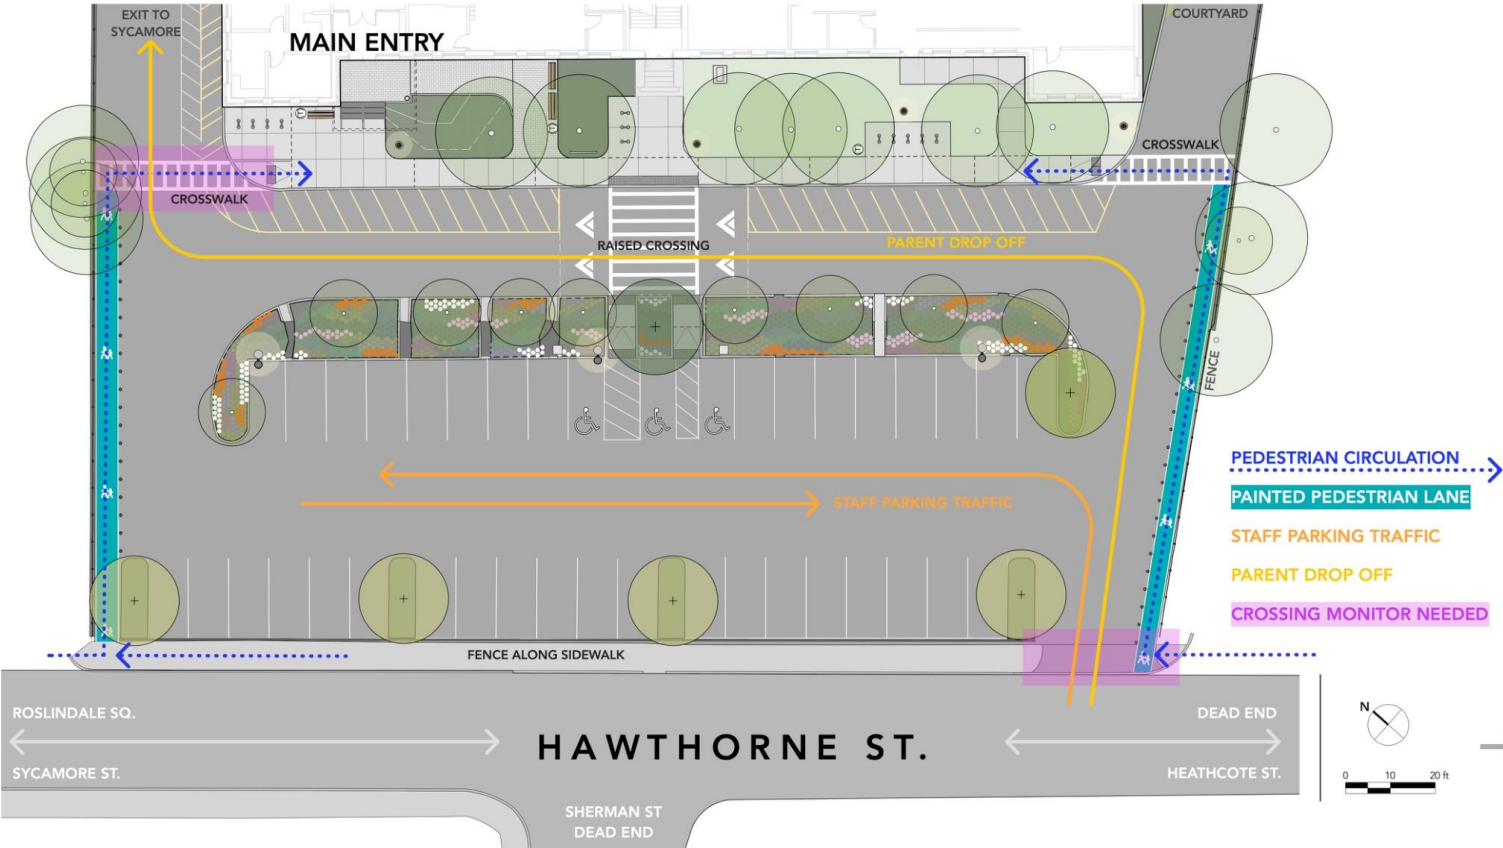 EXIT TO
SYCAMORE
MAIN ENTRY
COURTYARD
CROSSWALK
CROSSWALK
RAISED CROSSING
PARENT DROP OFF
FENCE
STAFF PARKING TRAFFIC
PEDESTRIAN CIRCULATION
PAINTED PEDESTRIAN LANE
STAFF PARKING TRAFFIC
PARENT DROP OFF
CROSSING MONITOR NEEDED
FENCE ALONG SIDEWALK
ROSLINDALE SQ.
SYCAMORE ST.
HAWTHORNE ST.
DEAD END
HEATHCOTE ST.
SHERMAN ST
DEAD END
N
0 10 20 ft